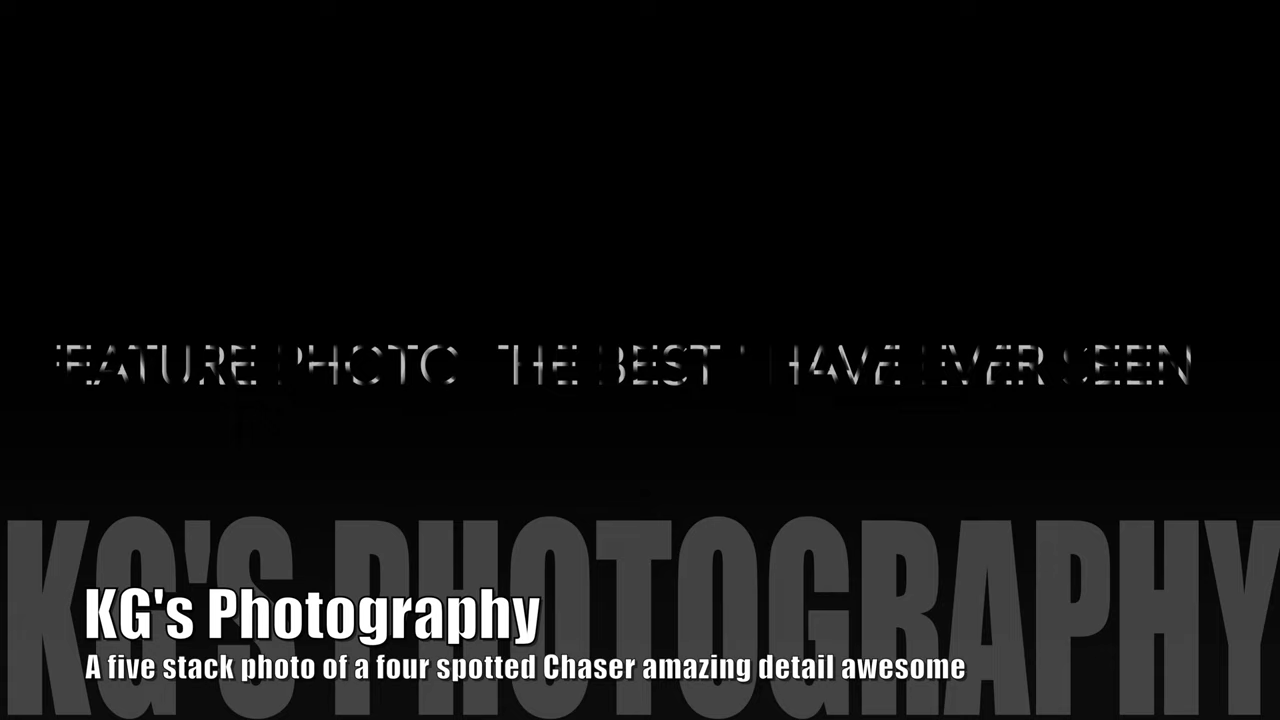 FEATURE PHOTO THE BEST I HAVE EVER SEEN
KG'S PHOTOGRAPHY
KG's Photography
A five stack photo of a four spotted Chaser amazing detail awesome